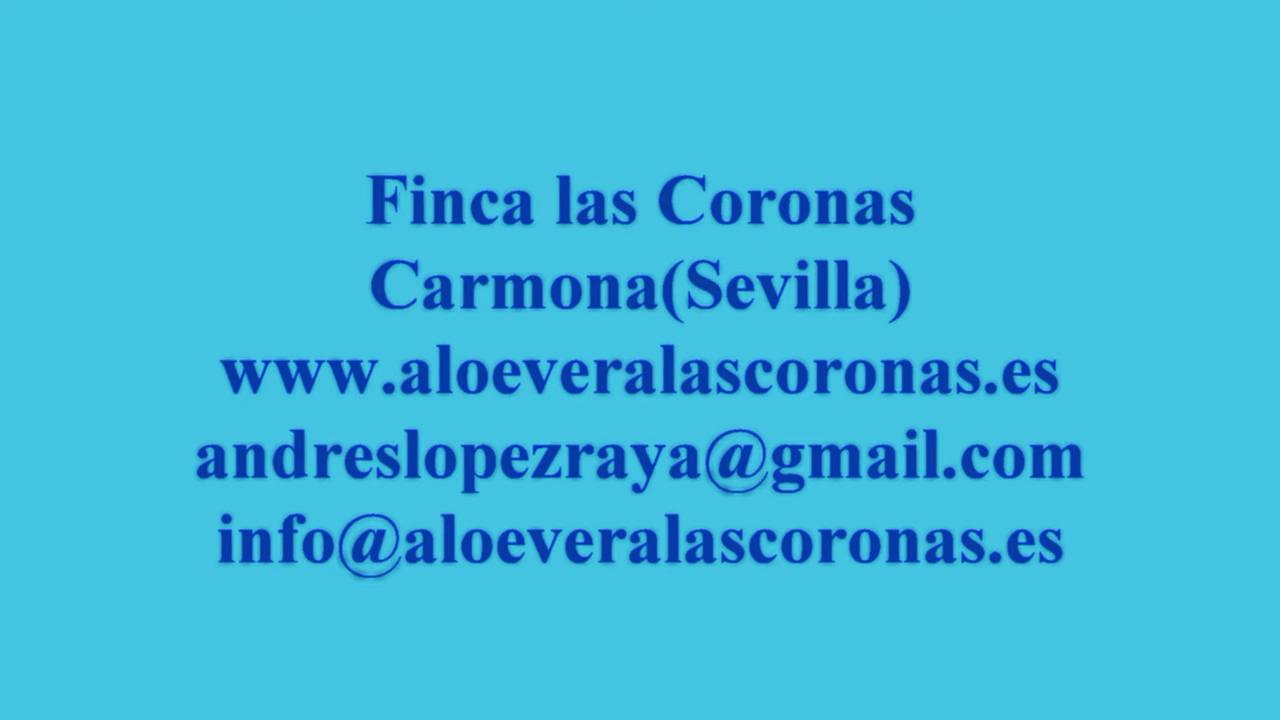 Finca las Coronas
Carmona(Sevilla)
www.aloeveralascoronas.es
andreslopezraya@gmail.com
info@aloeveralascoronas.es